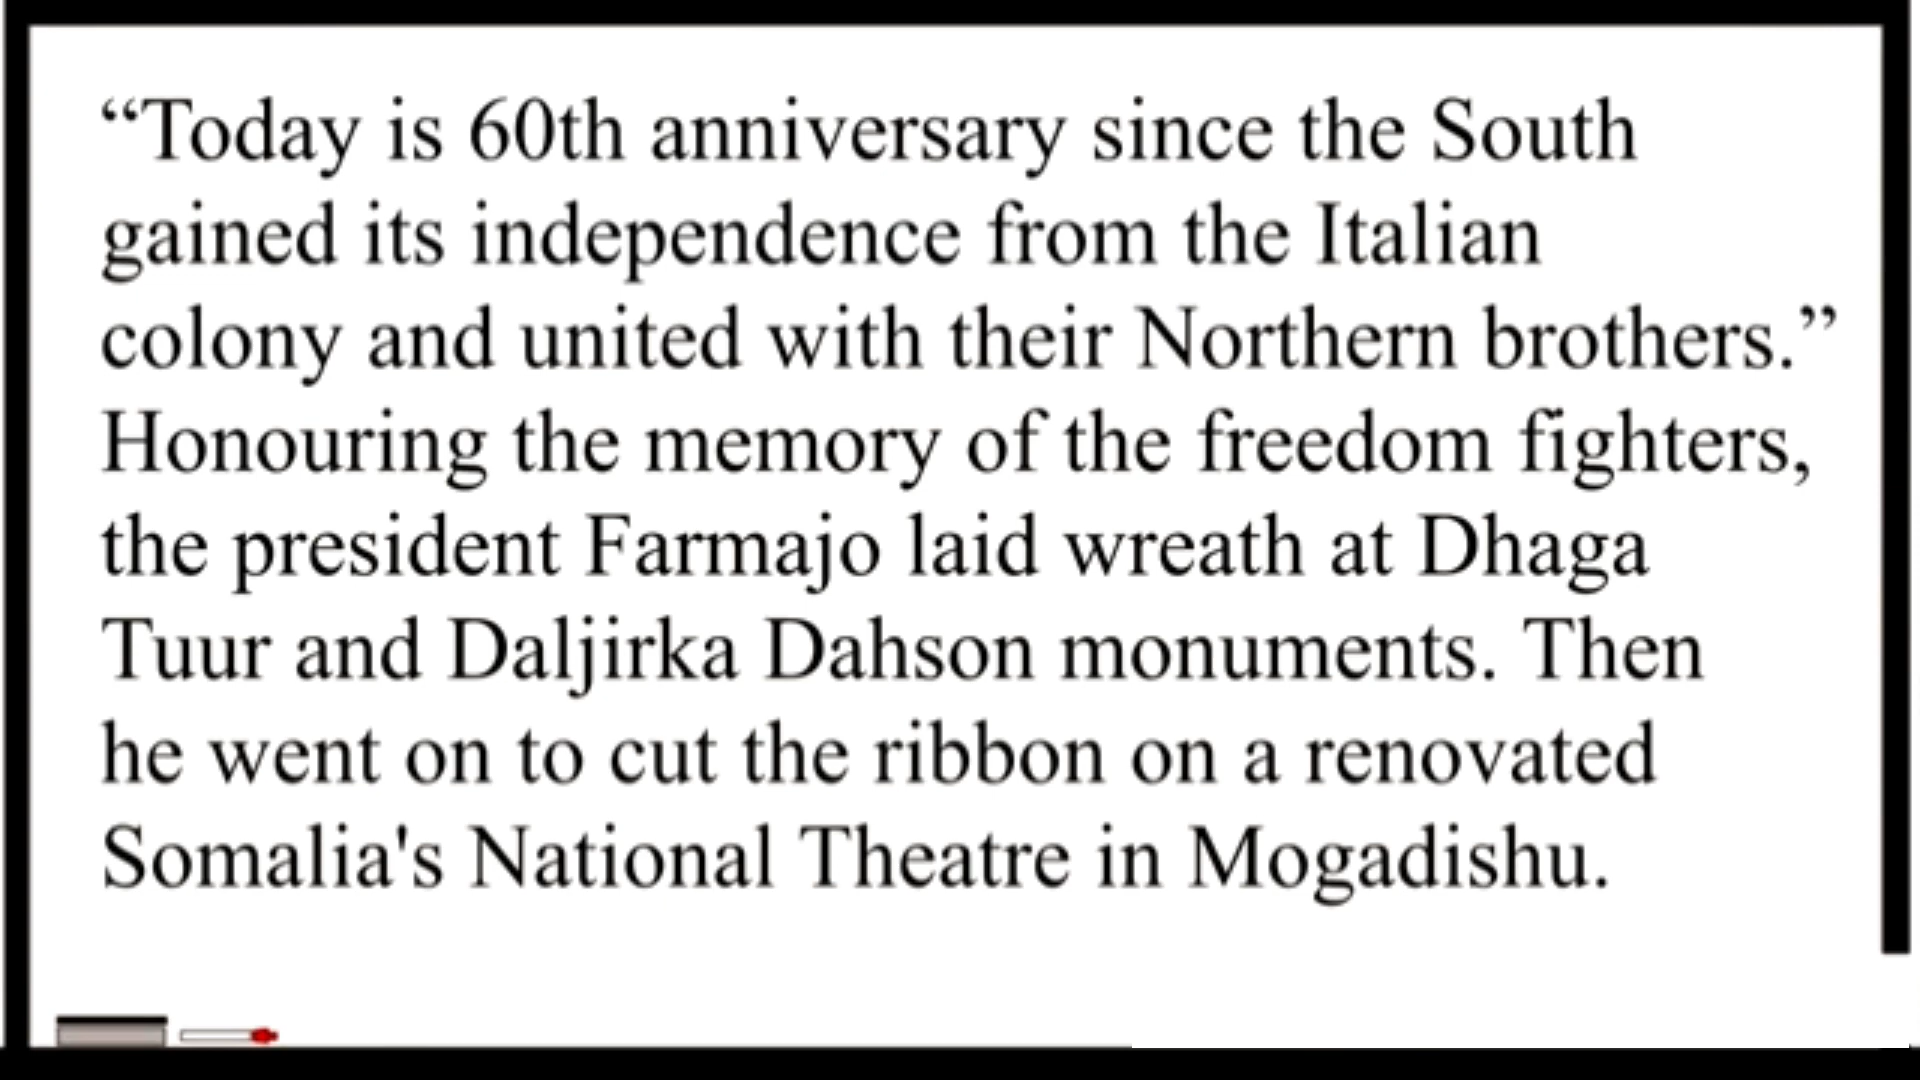 “Today is 60th anniversary since the South
gained its independence from the Italian
colony and united with their Northern brothers.”
Honouring the memory of the freedom fighters,
the president Farmajo laid wreath at Dhaga
Tuur and Daljirka Dahson monuments. Then
he went on to cut the ribbon on a renovated
Somalia's National Theatre in Mogadishu.